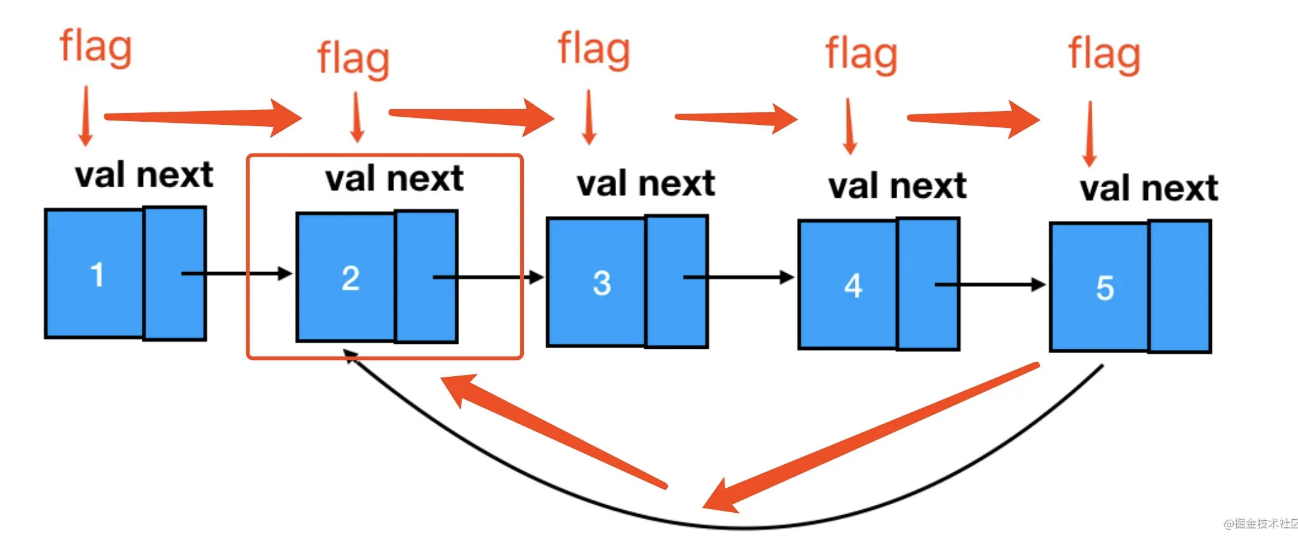 flag flag flag flag flag
val next val next val next val next val next
1 2 3 4 5
@掘金技术社区